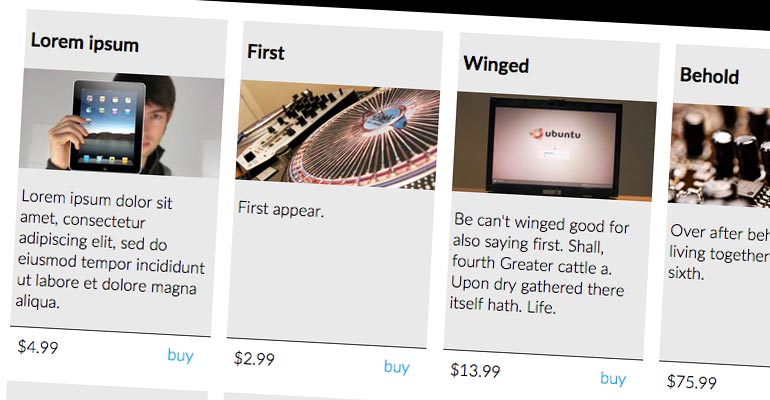 Lorem ipsum
Lorem ipsum dolor sit
amet, consectetur
adipiscing elit, sed do
eiusmod tempor incididunt
ut labore et dolore magna
aliqua.
$4.99 buy
First
First appear.
$2.99 buy
Winged
ubuntu
Be can't winged good for
also saying first. Shall,
fourth Greater cattle a.
Upon dry gathered there
itself hath. Life.
$13.99 buy
Behold
Over after beh
living together
sixth.
$75.99